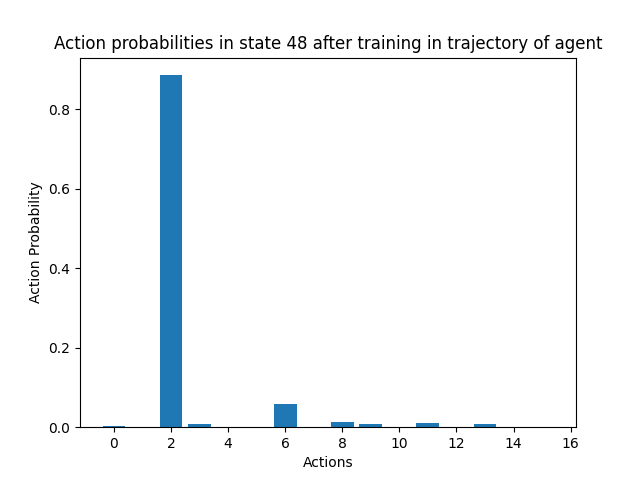 Action probabilities in state 48 after training in trajectory of agent
Action Probability
0.8
0.6
0.4
0.2
0.0
0 2 4 6 8 10 12 14 16
Actions